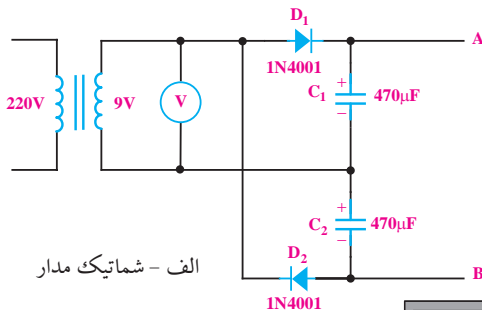 D1
A
1N4001
220V
9V
V
+
C1
470μF
−
+
C2
470μF
−
D2
B
1N4001
الف – شماتیک مدار